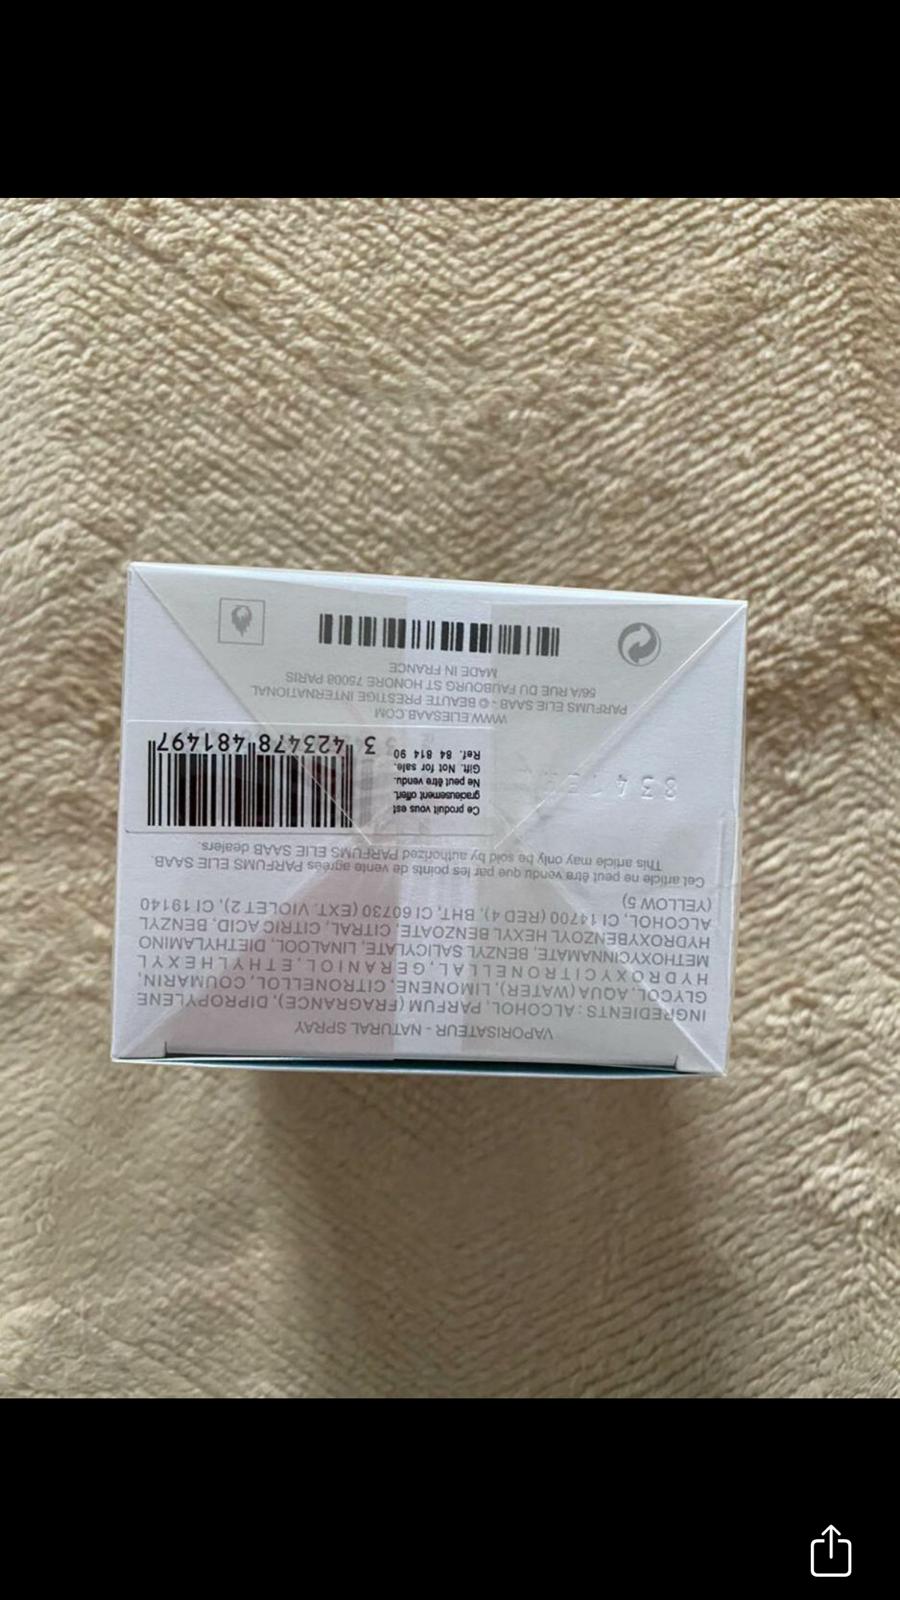 VAPORISATEUR - NATURAL SPRAY
INGREDIENTS : ALCOHOL, PARFUM (FRAGRANCE), DIPROPYLENE
GLYCOL, AQUA (WATER), LIMONENE, CITRONELLOL, COUMARIN,
HYDROXYCITRONELLAL, GERANIOL, ETHYLHEXYL
METHOXYCINNAMATE, BENZYL SALICYLATE, LINALOOL, DIETHYLAMINO
HYDROXYBENZOYL HEXYL BENZOATE, CITRAL, CITRIC ACID, BENZYL
ALCOHOL, CI 14700 (RED 4), BHT, CI 60730 (EXT. VIOLET 2), CI 19140
(YELLOW 5)
Cet article ne peut être vendu que par les points de vente agréés PARFUMS ELIE SAAB.
This article may only be sold by authorized PARFUMS ELIE SAAB dealers.
Ce produit vous est
gracieusement offert.
Ne peut être vendu.
Gift. Not for sale.
Ref. 84 814 90
3 423478 481497
WWW.ELIESAAB.COM
PARFUMS ELIE SAAB - © BEAUTE PRESTIGE INTERNATIONAL
56/A RUE DU FAUBOURG ST HONORE 75008 PARIS
MADE IN FRANCE